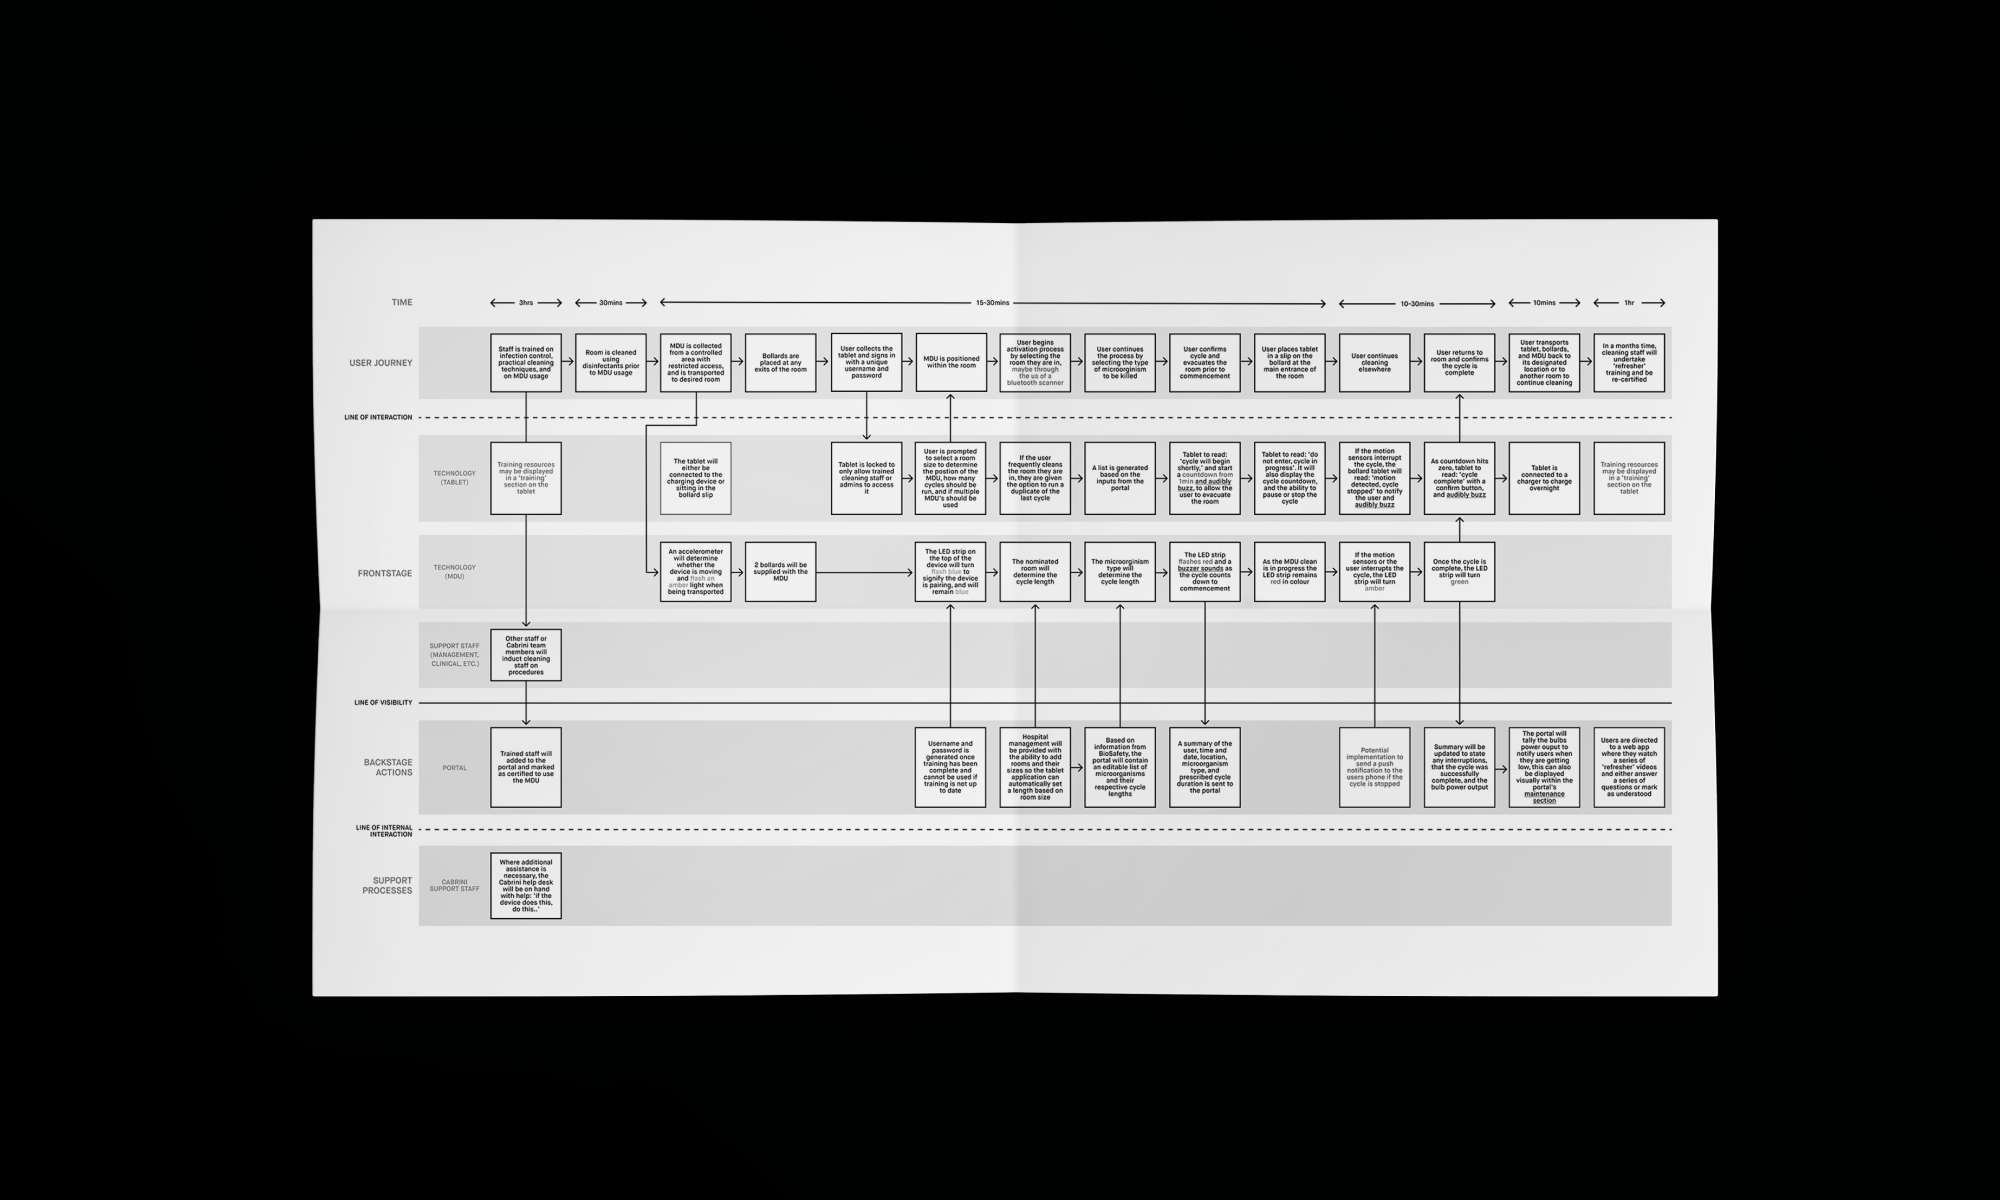 TIME
3hrs
30mins
15-30mins
10-30mins
10mins
1hr
USER JOURNEY
Staff is trained on
infection control,
practical cleaning
techniques, and
on MDU usage
Room is cleaned
using
disinfectants prior
to MDU usage
MDU is collected
from a controlled
area with
restricted access,
and is transported
to desired room
Bollards are
placed at any
exits of the room
User collects the
tablet and signs in
with a unique
username and
password
MDU is positioned
within the room
User begins
activation process
by selecting the
room they are in,
maybe through
the us of a
bluetooth scanner
User continues
the process by
selecting the type
of microorginism
to be killed
User confirms
cycle and
evacuates the
room prior to
commencement
User places tablet
in a slip on the
bollard at the
main entrance of
the room
User continues
cleaning
elsewhere
User returns to
room and confirms
the cycle is
complete
User transports
tablet, bollards,
and MDU back to
its designated
location or to
another room to
continue cleaning
In a months time,
cleaning staff will
undertake
'refresher'
training and be
re-certified
LINE OF INTERACTION
FRONTSTAGE
TECHNOLOGY
(TABLET)
Training resources
may be displayed
in a 'training'
section on the
tablet
The tablet will
either be
connected to the
charging device or
sitting in the
bollard slip
Tablet is locked to
only allow trained
cleaning staff or
admins to access
it
User is prompted
to select a room
size to determine
the postion of the
MDU, how many
cycles should be
run, and if multiple
MDU's should be
used
If the user
frequently cleans
the room they are
in, they are given
the option to run a
duplicate of the
last cycle
A list is generated
based on the
inputs from the
portal
Tablet to read:
'cycle will begin
shortly,' and start
a countdown from
1min and audibly
buzz, to allow the
user to evacuate
the room
Tablet to read: 'do
not enter, cycle in
progress'. It will
also display the
cycle countdown,
and the ability to
pause or stop the
cycle
If the motion
sensors interrupt
the cycle, the
bollard tablet will
read: 'motion
detected, cycle
stopped' to notify
the user and
audibly buzz
As countdown hits
zero, tablet to
read: 'cycle
complete' with a
confirm button,
and audibly buzz
Tablet is
connected to a
charger to charge
overnight
Training resources
may be displayed
in a 'training'
section on the
tablet
TECHNOLOGY
(MDU)
An accelerometer
will determine
whether the
device is moving
and flash an
amber light when
being transported
2 bollards will be
supplied with the
MDU
The LED strip on
the top of the
device will turn
flash blue to
signify the device
is pairing, and will
remain blue
The nominated
room will
determine the
cycle length
The microorginism
type will
determine the
cycle length
The LED strip
flashes red and a
buzzer sounds as
the cycle counts
down to
commencement
As the MDU clean
is in progress the
LED strip remains
red in colour
If the motion
sensors or the
user interrupts the
cycle, the LED
strip will turn
amber
Once the cycle is
complete, the LED
strip will turn
green
SUPPORT STAFF
(MANAGEMENT,
CLINICAL, ETC.)
Other staff or
Cabrini team
members will
induct cleaning
staff on
procedures
LINE OF VISIBILITY
BACKSTAGE
ACTIONS
PORTAL
Trained staff will
added to the
portal and marked
as certified to use
the MDU
Username and
password is
generated once
training has been
complete and
cannot be used if
training is not up
to date
Hospital
management will
be provided with
the ability to add
rooms and their
sizes so the tablet
application can
automatically set
a length based on
room size
Based on
information from
BioSafety, the
portal will contain
an editable list of
microorganisms
and their
respective cycle
lengths
A summary of the
user, time and
date, location,
microorganism
type, and
prescribed cycle
duration is sent to
the portal
Potential
implementation to
send a push
notification to the
users phone if the
cycle is stopped
Summary will be
updated to state
any interruptions,
that the cycle was
successfully
complete, and the
bulb power output
The portal will
tally the bulbs
power ouput to
notify users when
they are getting
low, this can also
be displayed
visually within the
portal's
maintenance
section
Users are directed
to a web app
where they watch
a series of
'refresher' videos
and either answer
a series of
questions or mark
as understood
LINE OF INTERNAL
INTERACTION
SUPPORT
PROCESSES
CABRINI
SUPPORT STAFF
Where additional
assistance is
necessary, the
Cabrini help desk
will be on hand
with help: 'if the
device does this,
do this..'